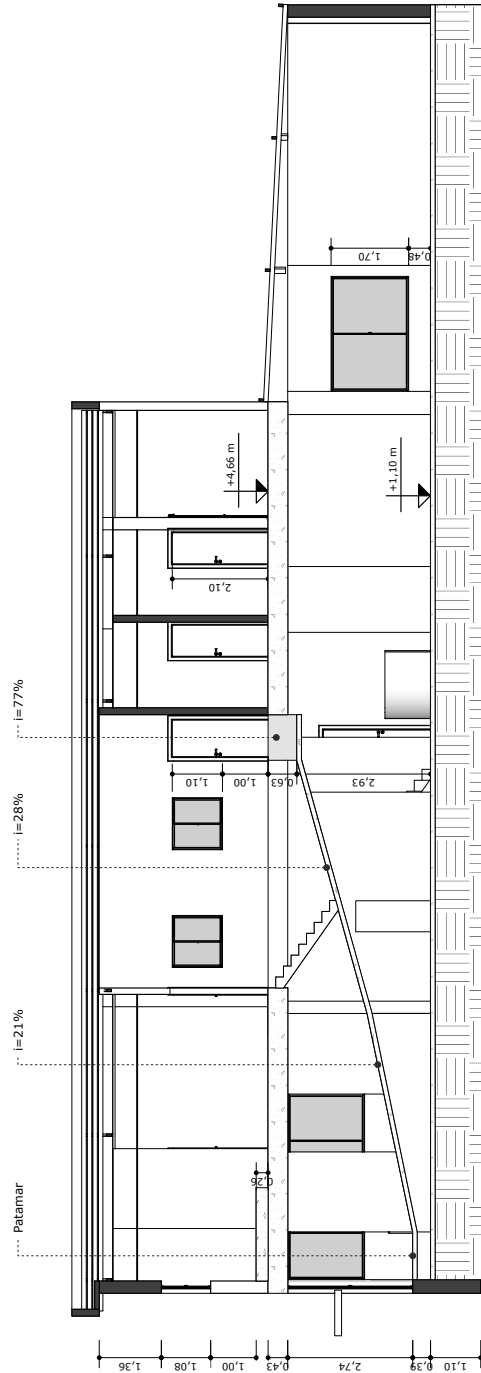 i=77%
i=28%
i=21%
Patamar
+4,66 m
+1,10 m
1,70
0,48
2,10
1,10
1,00
0,63
2,93
0,26
1,36
1,08
1,00
0,43
2,74
0,39
1,10